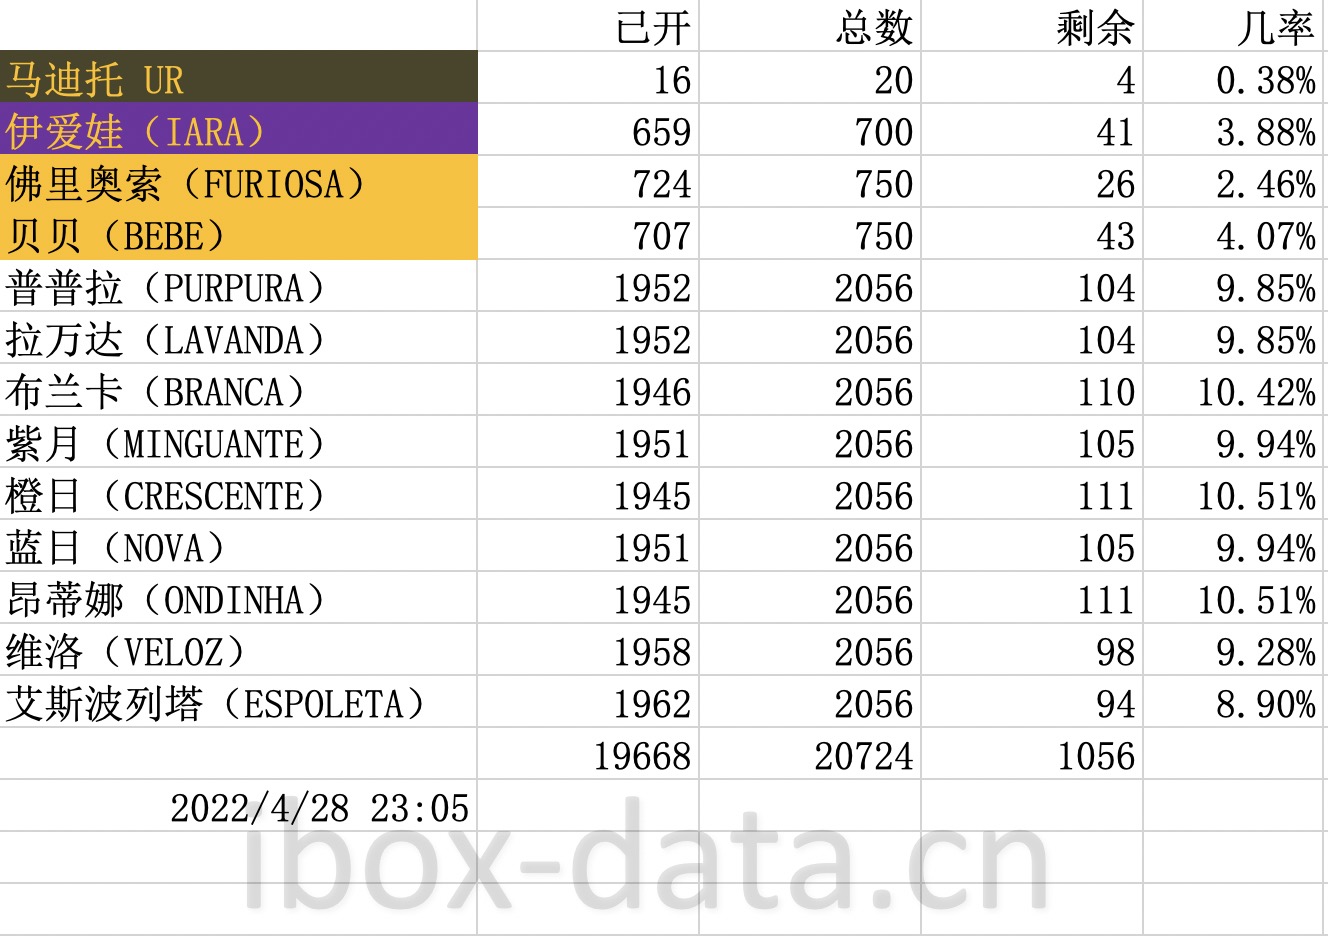 已开 总数 剩余 几率
马迪托 UR 16 20 4 0.38%
伊爱娃（IARA） 659 700 41 3.88%
佛里奥索（FURIOSA） 724 750 26 2.46%
贝贝（BEBE） 707 750 43 4.07%
普普拉（PURPURA） 1952 2056 104 9.85%
拉万达（LAVANDA） 1952 2056 104 9.85%
布兰卡（BRANCA） 1946 2056 110 10.42%
紫月（MINGUANTE） 1951 2056 105 9.94%
橙日（CRESCENTE） 1945 2056 111 10.51%
蓝日（NOVA） 1951 2056 105 9.94%
昂蒂娜（ONDINHA） 1945 2056 111 10.51%
维洛（VELOZ） 1958 2056 98 9.28%
艾斯波列塔（ESPOLETA） 1962 2056 94 8.90%
19668 20724 1056
2022/4/28 23:05
ibox-data.cn